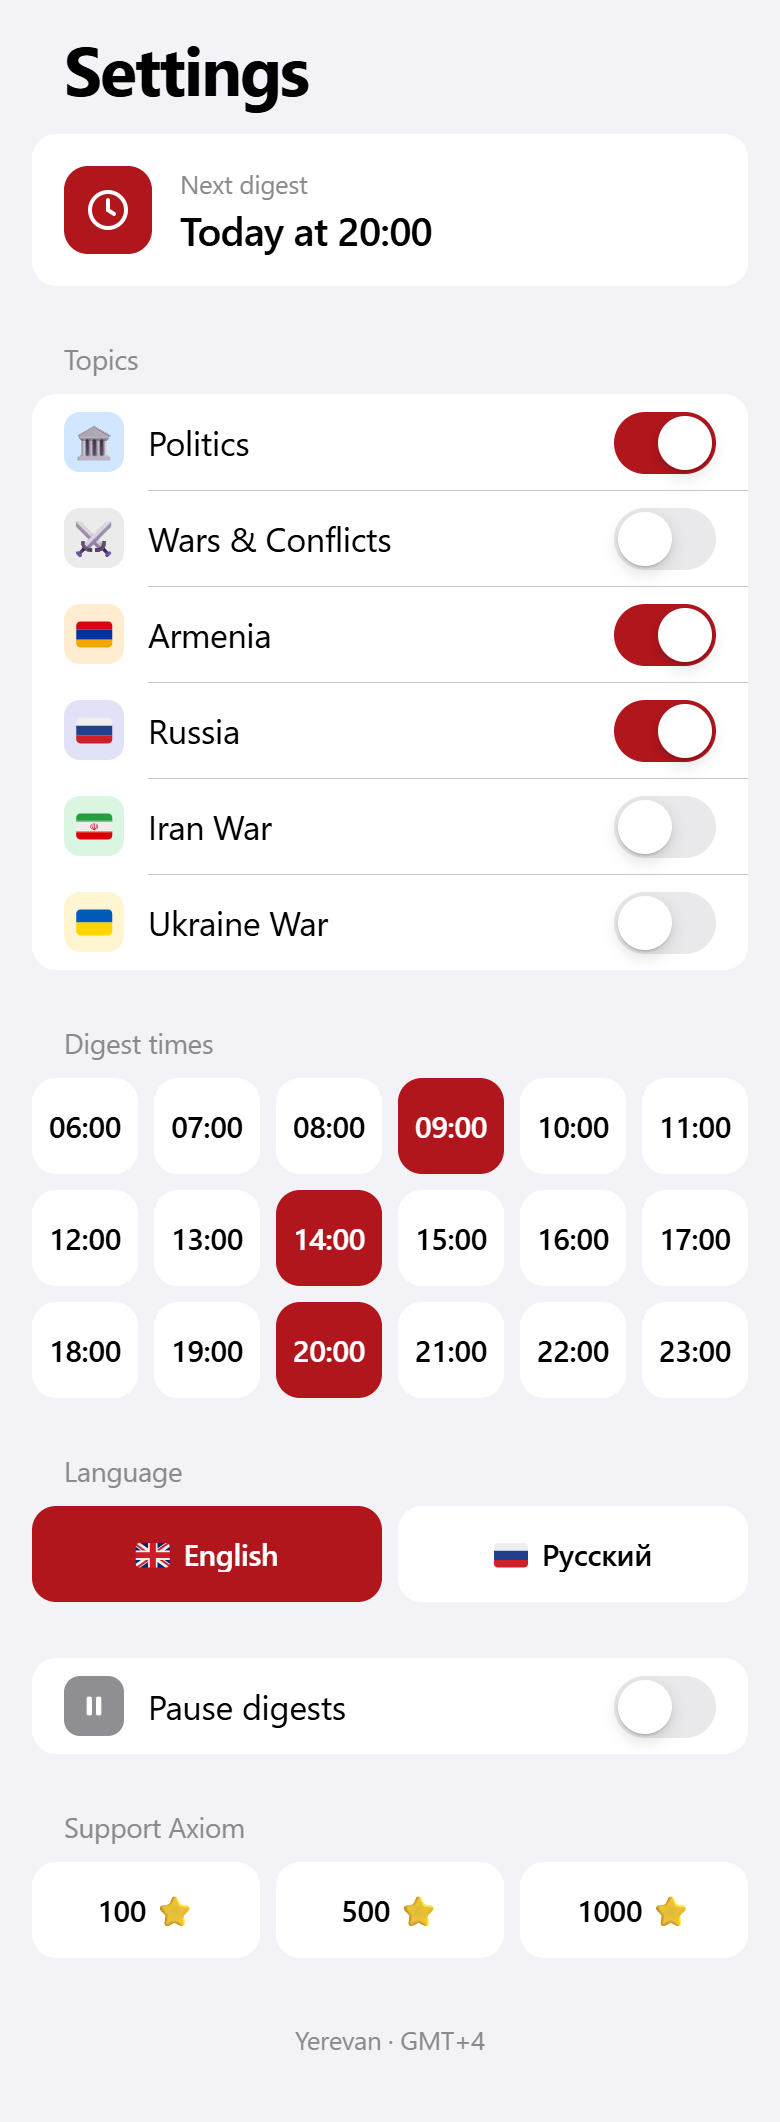 Settings
Next digest
Today at 20:00
Topics
Politics
Wars & Conflicts
Armenia
Russia
Iran War
Ukraine War
Digest times
06:00 07:00 08:00 09:00 10:00 11:00
12:00 13:00 14:00 15:00 16:00 17:00
18:00 19:00 20:00 21:00 22:00 23:00
Language
English Русский
Pause digests
Support Axiom
100 500 1000
Yerevan · GMT+4